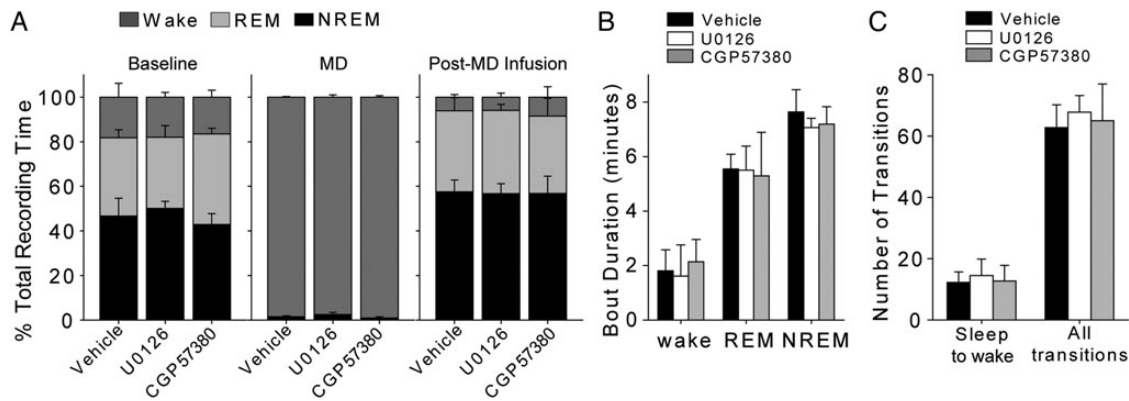 A
Wake REM NREM
Baseline MD Post-MD Infusion
% Total Recording Time
100
80
60
40
20
0
Vehicle U0126 CGP57380 Vehicle U0126 CGP57380 Vehicle U0126 CGP57380
B
Vehicle
U0126
CGP57380
Bout Duration (minutes)
8
6
4
2
0
wake REM NREM
C
Vehicle
U0126
CGP57380
Number of Transitions
80
60
40
20
0
Sleep to wake
All transitions